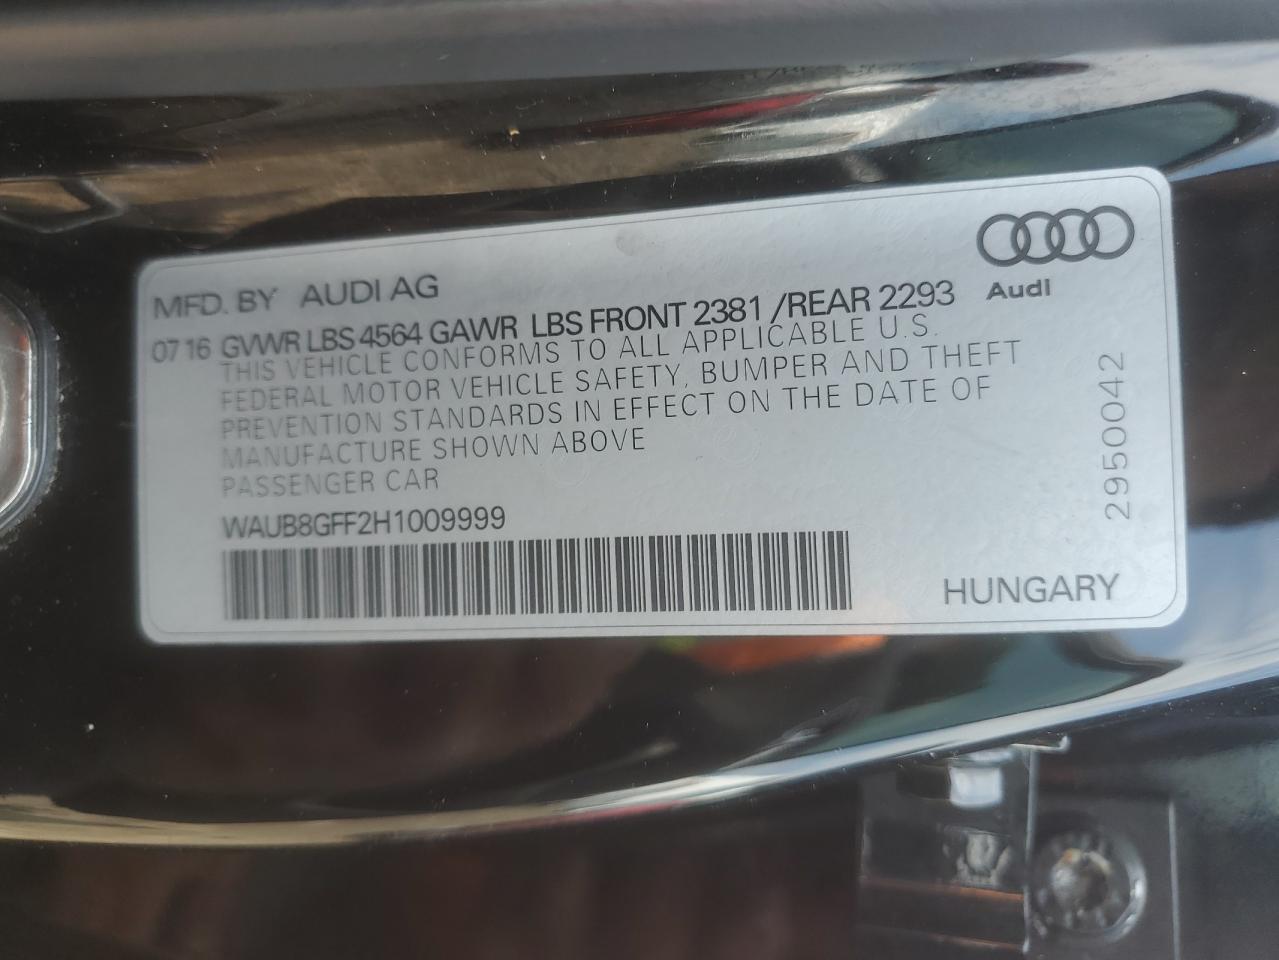 MFD. BY AUDI AG
Audi
07 16 GVWR LBS 4564 GAWR LBS FRONT 2381 /REAR 2293
THIS VEHICLE CONFORMS TO ALL APPLICABLE U.S.
FEDERAL MOTOR VEHICLE SAFETY, BUMPER AND THEFT
PREVENTION STANDARDS IN EFFECT ON THE DATE OF
MANUFACTURE SHOWN ABOVE
PASSENGER CAR
WAUB8GFF2H1009999
2950042
HUNGARY